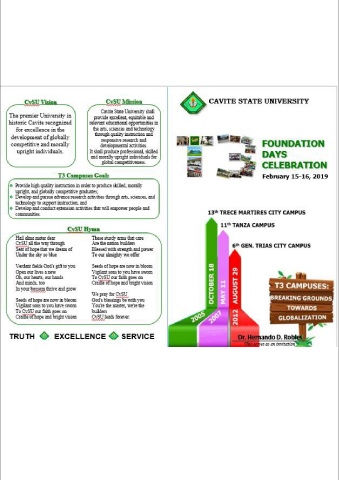 CvSU Vision
The premier University in
historic Cavite recognized
for excellence in the
development of globally
competitive and morally
upright individuals.
CvSU Mission
Cavite State University shall
provide excellent, equitable and
relevant educational opportunities in
the arts, sciences and technology
through quality instruction and
responsive research and
developmental activities.
It shall produce professional, skilled
and morally upright individuals for
global competitiveness.
T3 Campuses Goals
Provide high quality instruction in order to produce skilled, morally
upright, and globally competitive graduates;
Develop and pursue advance research activities through arts, sciences, and
technology to support instruction; and
Develop and conduct extension activities that will empower people and
communities.
CvSU Hymn
Hail alma mater dear
CvSU all the way through
Seat of hope that we dream of
Under the sky so blue
Verdant fields God's gift to you
Open our lives a new
Oh, our hearts, our hands
And minds, too
In your bosoms thrive and grow
Seeds of hope are now in bloom
Vigilant sons to you have sworn
To CvSU our faith goes on
Cradle of hope and bright vision
These sturdy arms that care
Are the nation builders
Blessed with strength and power
To our almighty we offer
Seeds of hope are now in bloom
Vigilant sons to you have sworn
To CvSU our faith goes on
Cradle of hope and bright vision
We pray for CvSU
God's blessings be with you
You're the master, we're the
builders
CvSU leads forever.
TRUTH EXCELLENCE SERVICE
CAVITE STATE UNIVERSITY
FOUNDATION
DAYS
CELEBRATION
February 15-16, 2019
13th TRECE MARTIRES CITY CAMPUS
11th TANZA CAMPUS
6th GEN. TRIAS CITY CAMPUS
OCTOBER 18
MAY 11
AUGUST 29
2005
2007
2012
T3 CAMPUSES:
BREAKING GROUNDS
TOWARDS
GLOBALIZATION
Dr. Hernando D. Robles